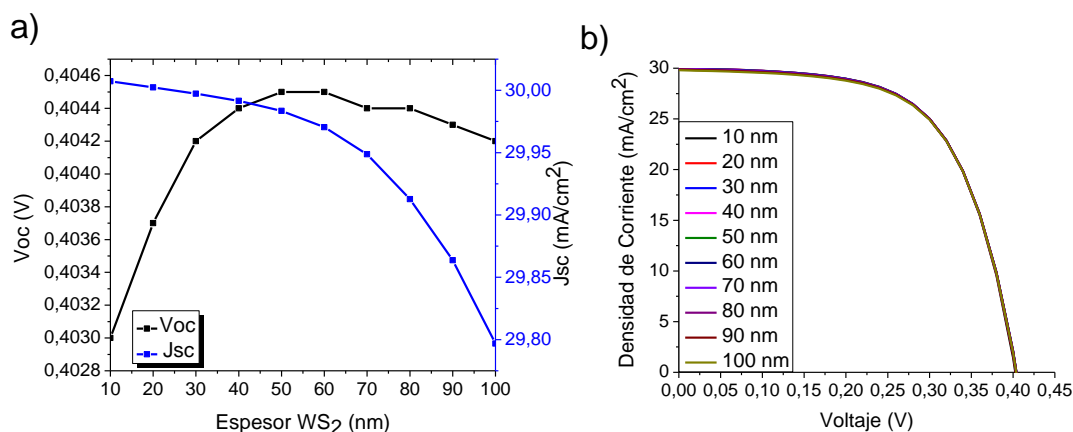 a)
0,4046
0,4044
0,4042
0,4040
0,4038
0,4036
0,4034
0,4032
0,4030
0,4028
Voc (V)
Voc
Jsc
10 20 30 40 50 60 70 80 90 100
Espesor WS2 (nm)
30,00
29,95
29,90
29,85
29,80
Jsc (mA/cm2)
b)
30
25
20
15
10
5
0
Densidad de Corriente (mA/cm2)
10 nm
20 nm
30 nm
40 nm
50 nm
60 nm
70 nm
80 nm
90 nm
100 nm
0,00 0,05 0,10 0,15 0,20 0,25 0,30 0,35 0,40 0,45
Voltaje (V)